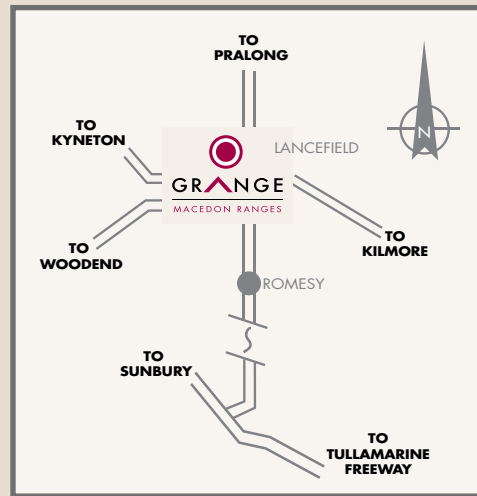 TO
PRALONG
N
TO
KYNETON
LANCEFIELD
GRANGE
MACEDON RANGES
TO
WOODEND
TO
KILMORE
ROMESY
TO
SUNBURY
TO
TULLAMARINE
FREEWAY